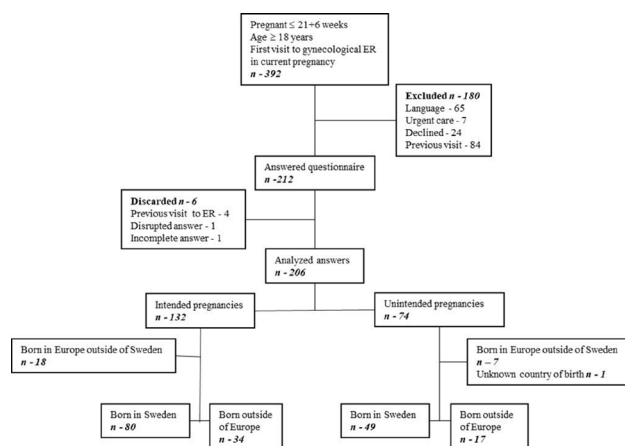 Pregnant ≤ 21+6 weeks
Age ≥ 18 years
First visit to gynecological ER
in current pregnancy
n - 392
Excluded n - 180
Language - 65
Urgent care - 7
Declined - 24
Previous visit - 84
Answered questionnaire
n -212
Discarded n - 6
Previous visit to ER - 4
Disrupted answer - 1
Incomplete answer - 1
Analyzed answers
n - 206
Intended pregnancies
n - 132
Unintended pregnancies
n - 74
Born in Europe outside of Sweden
n - 18
Born in Europe outside of Sweden
n – 7
Unknown country of birth n - 1
Born in Sweden
n - 80
Born outside
of Europe
n - 34
Born in Sweden
n - 49
Born outside
of Europe
n - 17